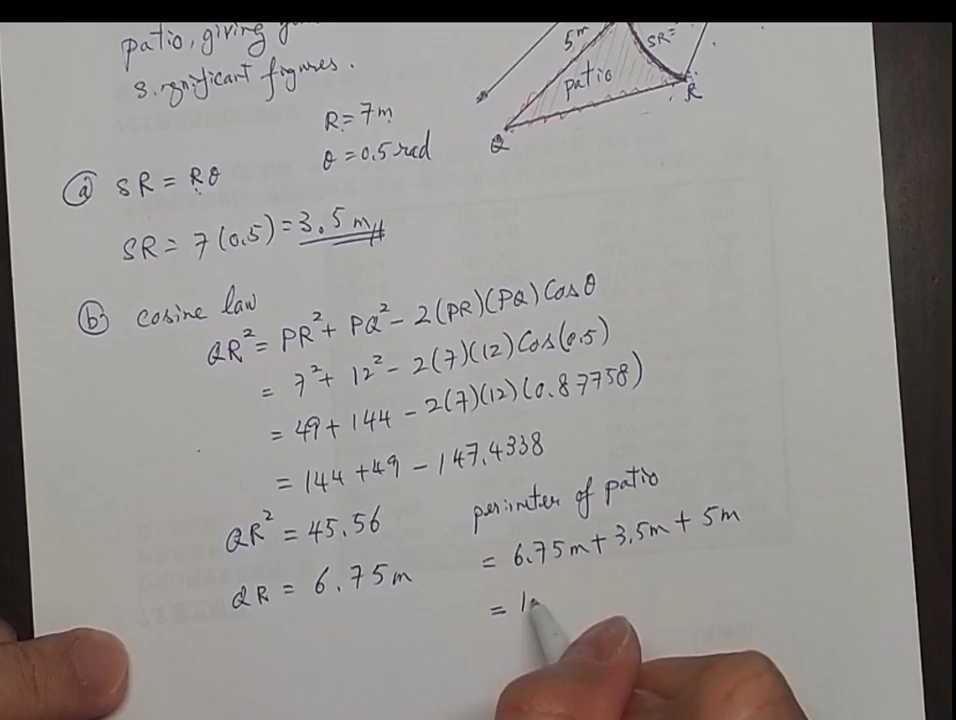 patio, giving
significant figures.
5m
SR=
patio
R
Q
R = 7m
θ = 0.5 rad
ⓐ SR = Rθ
SR = 7(0.5) = 3.5 m
ⓑ cosine law
QR² = PR² + PQ² - 2(PR)(PQ) Cos θ
= 7² + 12² - 2(7)(12) Cos(0.5)
= 49 + 144 - 2(7)(12)(0.87758)
= 144 + 49 - 147.4338
QR² = 45.56
QR = 6.75m
perimeter of patio
= 6.75m + 3.5m + 5m
= 1